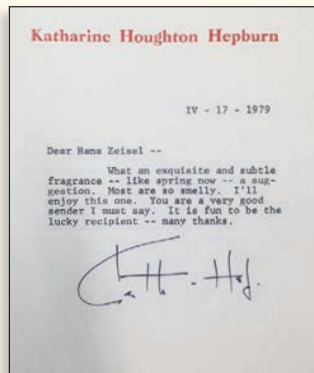 Katharine Houghton Hepburn
IV - 17 - 1979
Dear Hans Zeisel --
What an exquisite and subtle
fragrance -- like spring now -- a sug-
gestion. Most are so smelly. I'll
enjoy this one. You are a very good
sender I must say. It is fun to be the
lucky recipient -- many thanks.